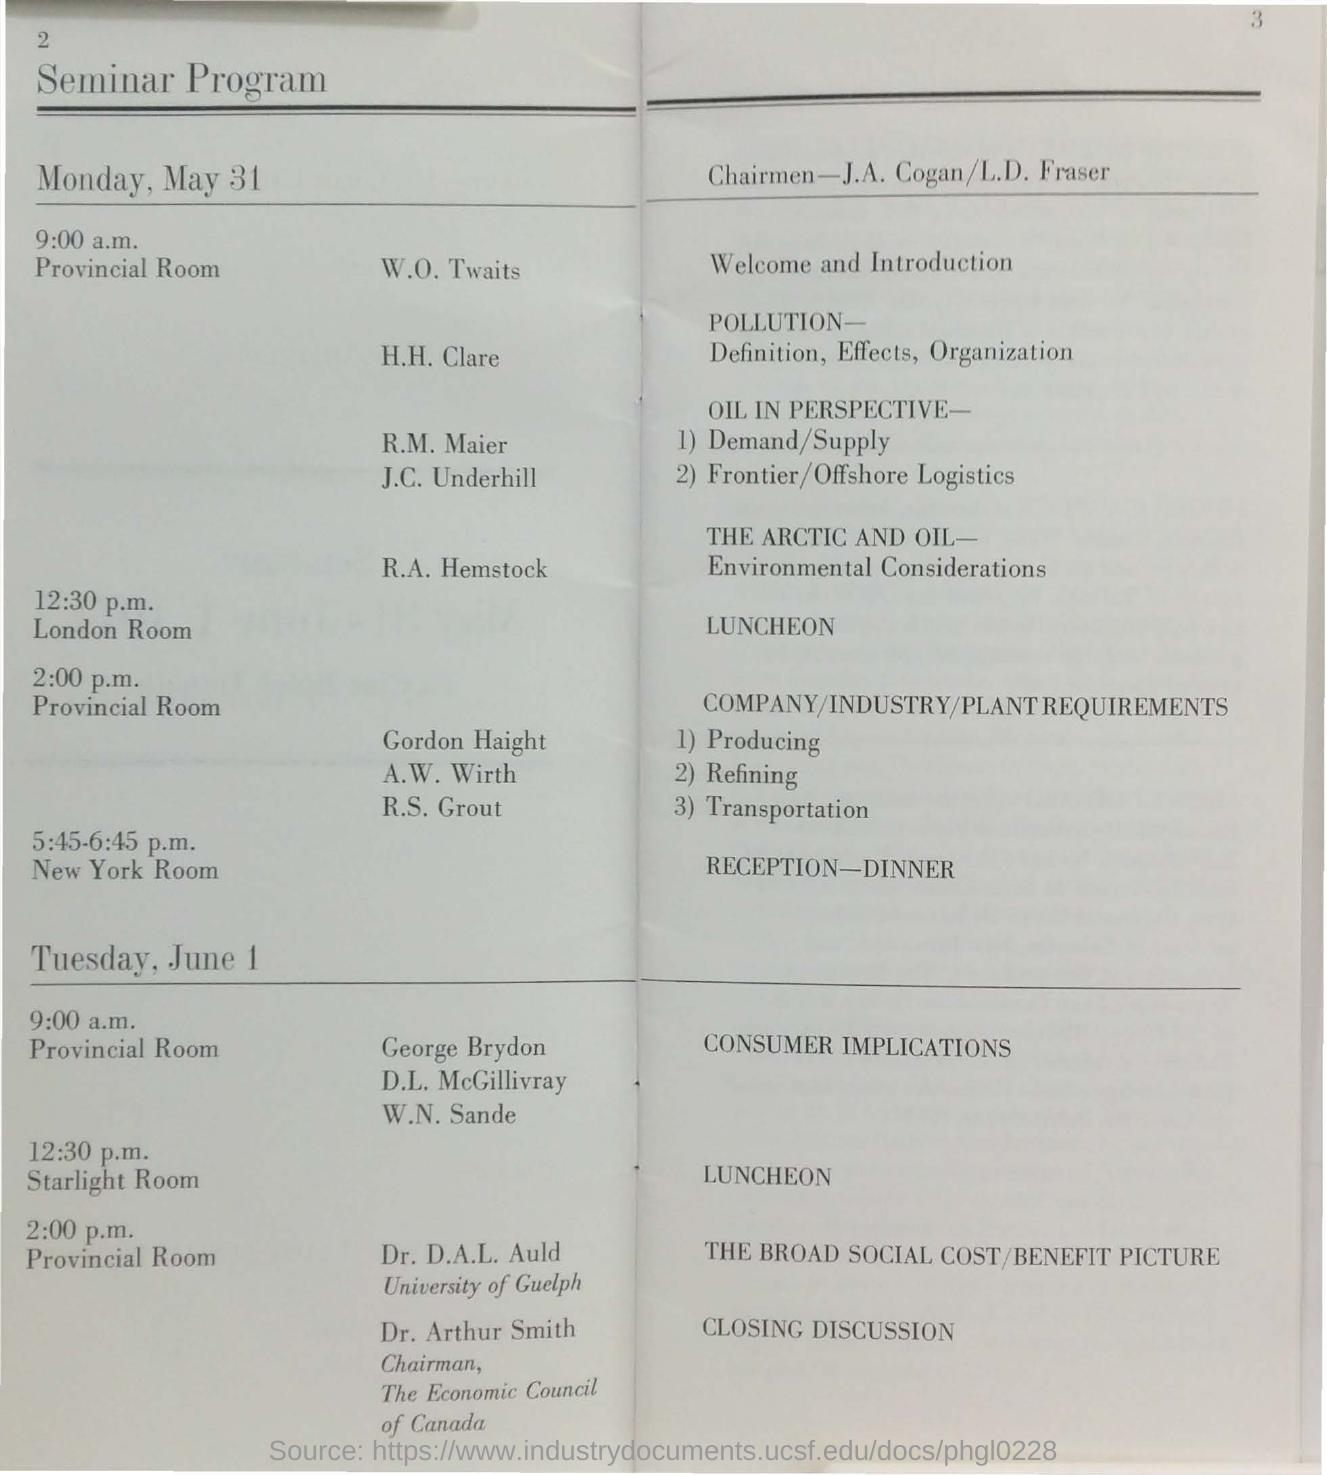 2
3
Seminar Program
Monday, May 31
Chairmen—J.A. Cogan/L.D. Fraser
9:00 a.m.
Provincial Room W.O. Twaits Welcome and Introduction
POLLUTION—
H.H. Clare Definition, Effects, Organization
OIL IN PERSPECTIVE—
R.M. Maier 1) Demand/Supply
J.C. Underhill 2) Frontier/Offshore Logistics
THE ARCTIC AND OIL—
R.A. Hemstock Environmental Considerations
12:30 p.m.
London Room LUNCHEON
2:00 p.m.
Provincial Room COMPANY/INDUSTRY/PLANT REQUIREMENTS
Gordon Haight 1) Producing
A.W. Wirth 2) Refining
R.S. Grout 3) Transportation
5:45-6:45 p.m.
New York Room RECEPTION—DINNER
Tuesday, June 1
9:00 a.m.
Provincial Room George Brydon CONSUMER IMPLICATIONS
D.L. McGillivray
W.N. Sande
12:30 p.m.
Starlight Room LUNCHEON
2:00 p.m.
Provincial Room Dr. D.A.L. Auld THE BROAD SOCIAL COST/BENEFIT PICTURE
University of Guelph
Dr. Arthur Smith CLOSING DISCUSSION
Chairman,
The Economic Council
of Canada
Source: https://www.industrydocuments.ucsf.edu/docs/phgl0228